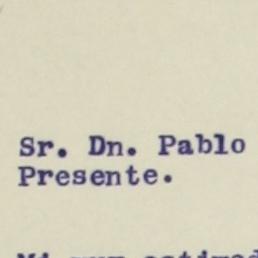 Sr. Dn. Pablo
Presente.